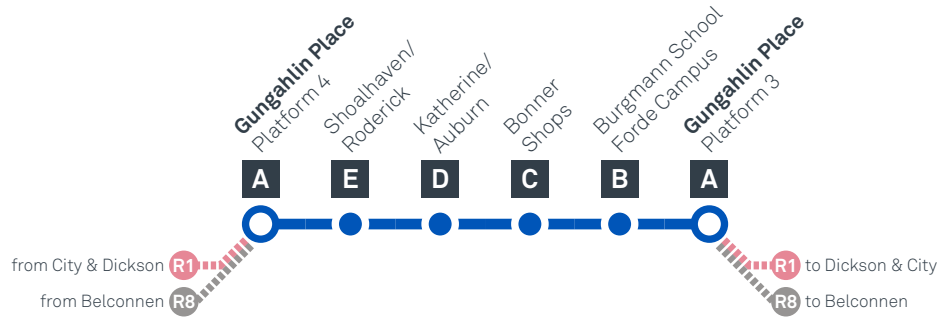 Gungahlin Place
Platform 4
Shoalhaven/
Roderick
Katherine/
Auburn
Bonner
Shops
Burgmann School
Forde Campus
Gungahlin Place
Platform 3
A
E
D
C
B
A
from City & Dickson R1
R1 to Dickson & City
from Belconnen R8
R8 to Belconnen